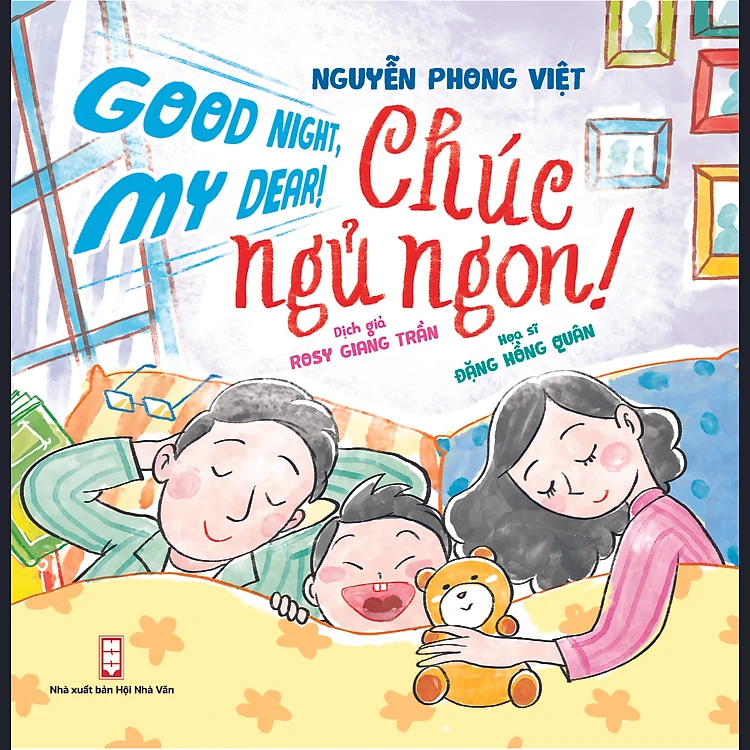 NGUYỄN PHONG VIỆT
GOOD NIGHT,
MY DEAR!
Chúc
ngủ ngon!
Dịch giả
ROSY GIANG TRẦN
Họa sĩ
ĐẶNG HỒNG QUÂN
Nhà xuất bản Hội Nhà Văn